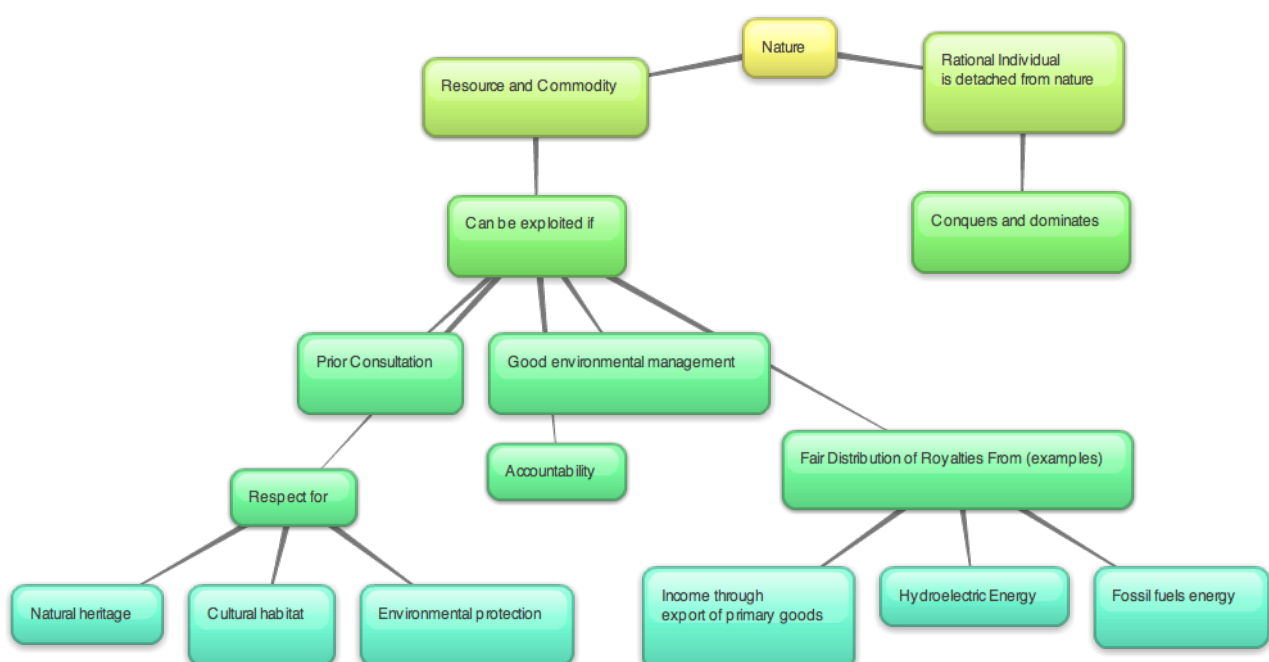 Nature
Resource and Commodity
Rational Individual
is detached from nature
Can be exploited if
Conquers and dominates
Prior Consultation
Good environmental management
Accountability
Fair Distribution of Royalties From (examples)
Respect for
Natural heritage
Cultural habitat
Environmental protection
Income through
export of primary goods
Hydroelectric Energy
Fossil fuels energy